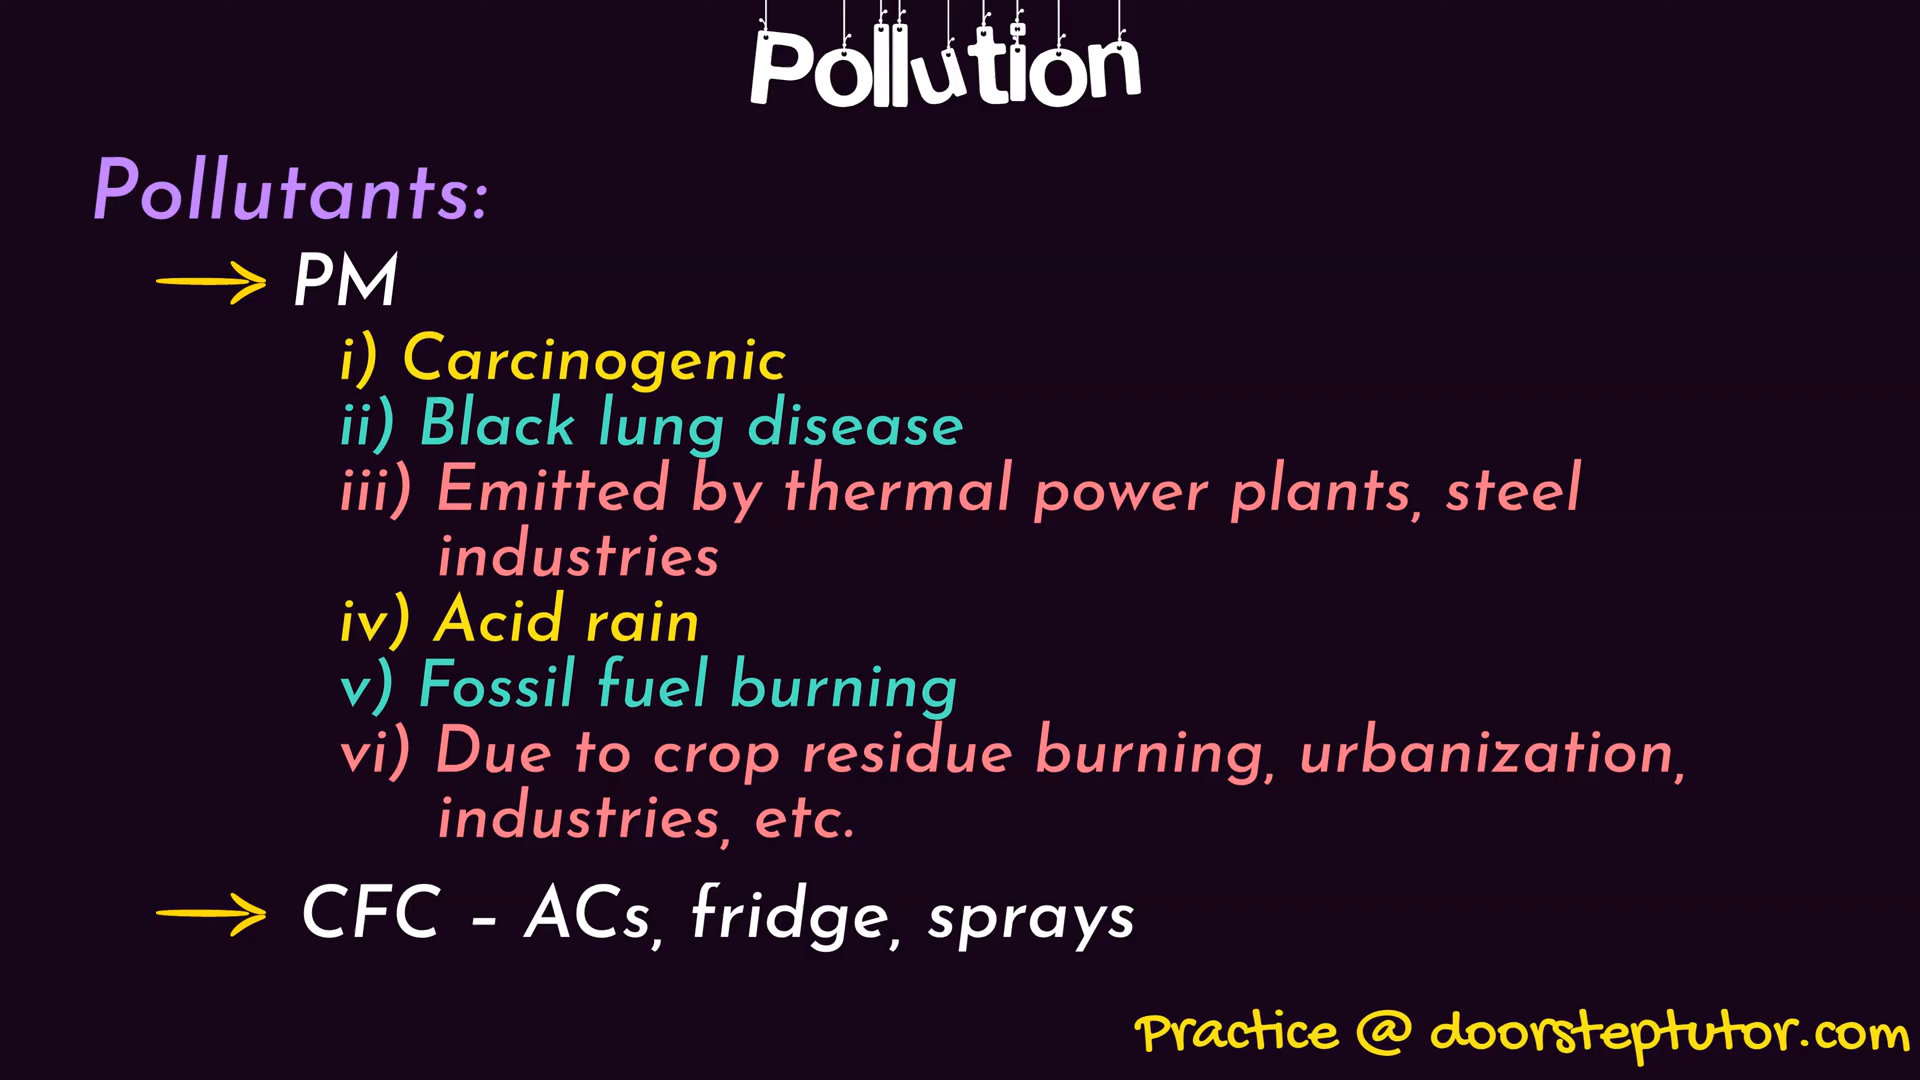 Pollution
Pollutants:
PM
i) Carcinogenic
ii) Black lung disease
iii) Emitted by thermal power plants, steel
industries
iv) Acid rain
v) Fossil fuel burning
vi) Due to crop residue burning, urbanization,
industries, etc.
CFC – ACs, fridge, sprays
Practice @ doorsteptutor.com